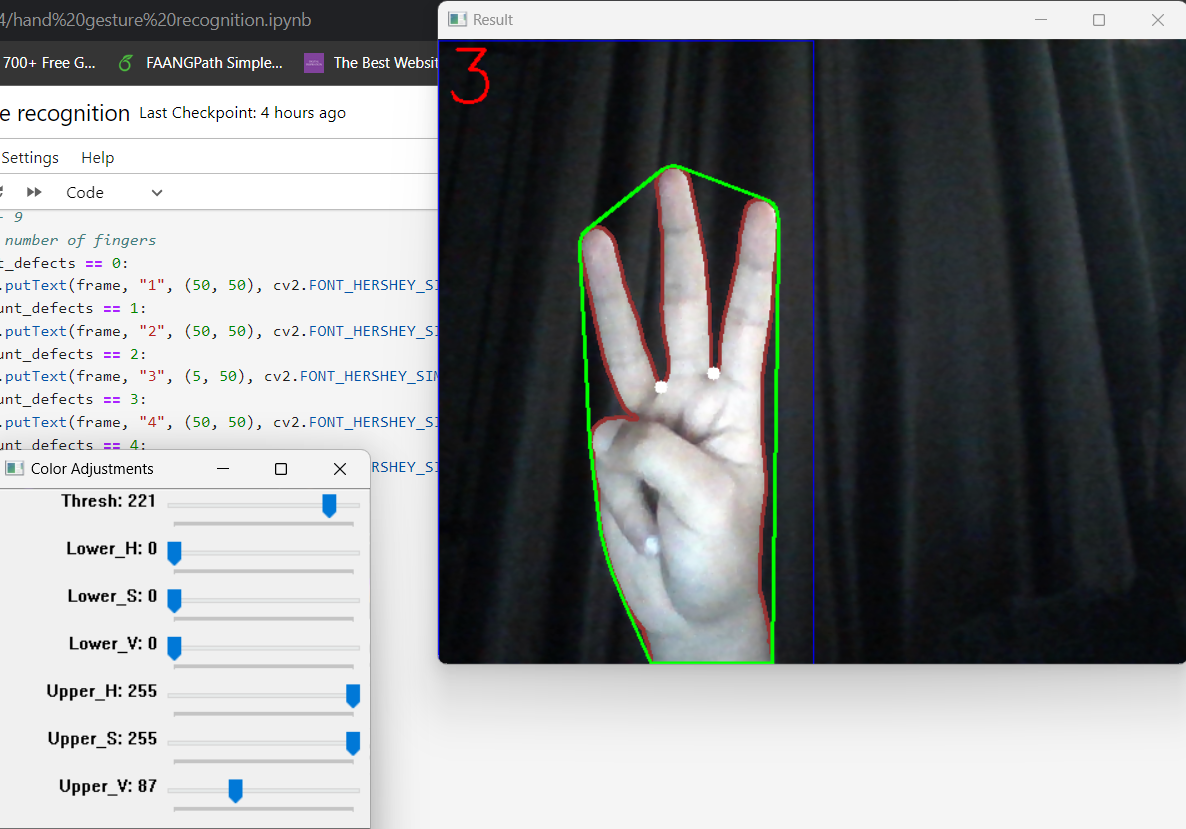 4/hand%20gesture%20recognition.ipynb
700+ Free G... FAANGPath Simple... The Best Websit
e recognition Last Checkpoint: 4 hours ago
Settings Help
Code
- 9
number of fingers
t_defects == 0:
.putText(frame, "1", (50, 50), cv2.FONT_HERSHEY_SI
unt_defects == 1:
.putText(frame, "2", (50, 50), cv2.FONT_HERSHEY_SI
unt_defects == 2:
.putText(frame, "3", (5, 50), cv2.FONT_HERSHEY_SIM
unt_defects == 3:
.putText(frame, "4", (50, 50), cv2.FONT_HERSHEY_SI
unt_defects == 4:
RSHEY_SI
Color Adjustments
Thresh: 221
Lower_H: 0
Lower_S: 0
Lower_V: 0
Upper_H: 255
Upper_S: 255
Upper_V: 87
Result
3